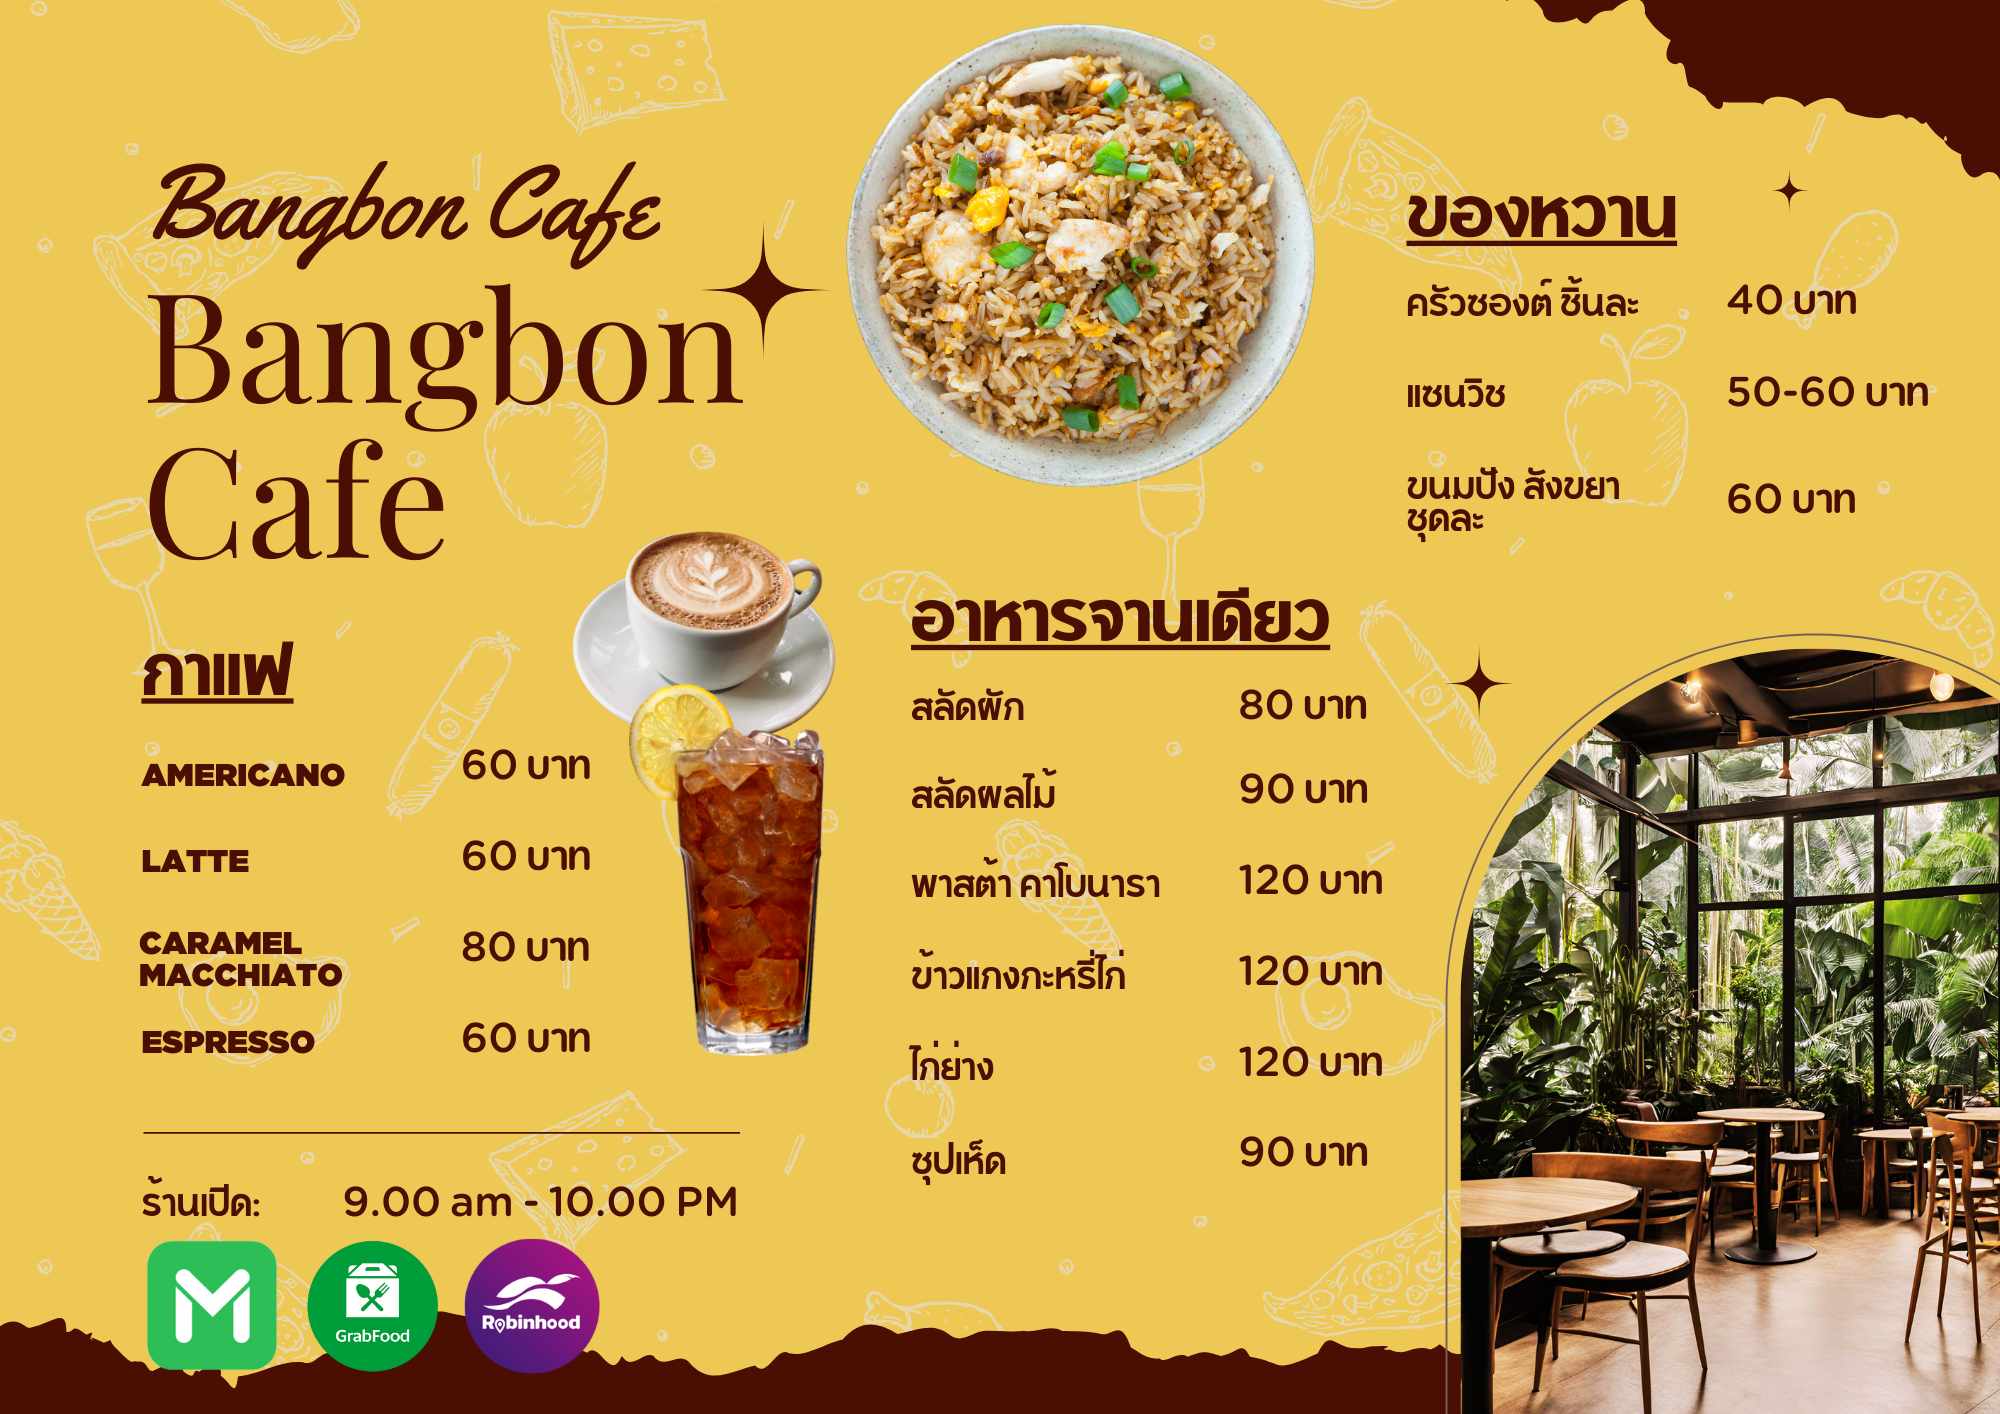 Bangbon Cafe
Bangbon
Cafe
กาแฟ
AMERICANO 60 บาท
LATTE 60 บาท
CARAMEL
MACCHIATO 80 บาท
ESPRESSO 60 บาท
ร้านเปิด: 9.00 am - 10.00 PM
GrabFood
Robinhood
อาหารจานเดียว
สลัดผัก 80 บาท
สลัดผลไม้ 90 บาท
พาสต้า คาโบนารา 120 บาท
ข้าวแกงกะหรี่ไก่ 120 บาท
ไก่ย่าง 120 บาท
ซุปเห็ด 90 บาท
ของหวาน
ครัวซองต์ ชิ้นละ 40 บาท
แซนวิช 50-60 บาท
ขนมปัง สังขยา
ชุดละ 60 บาท